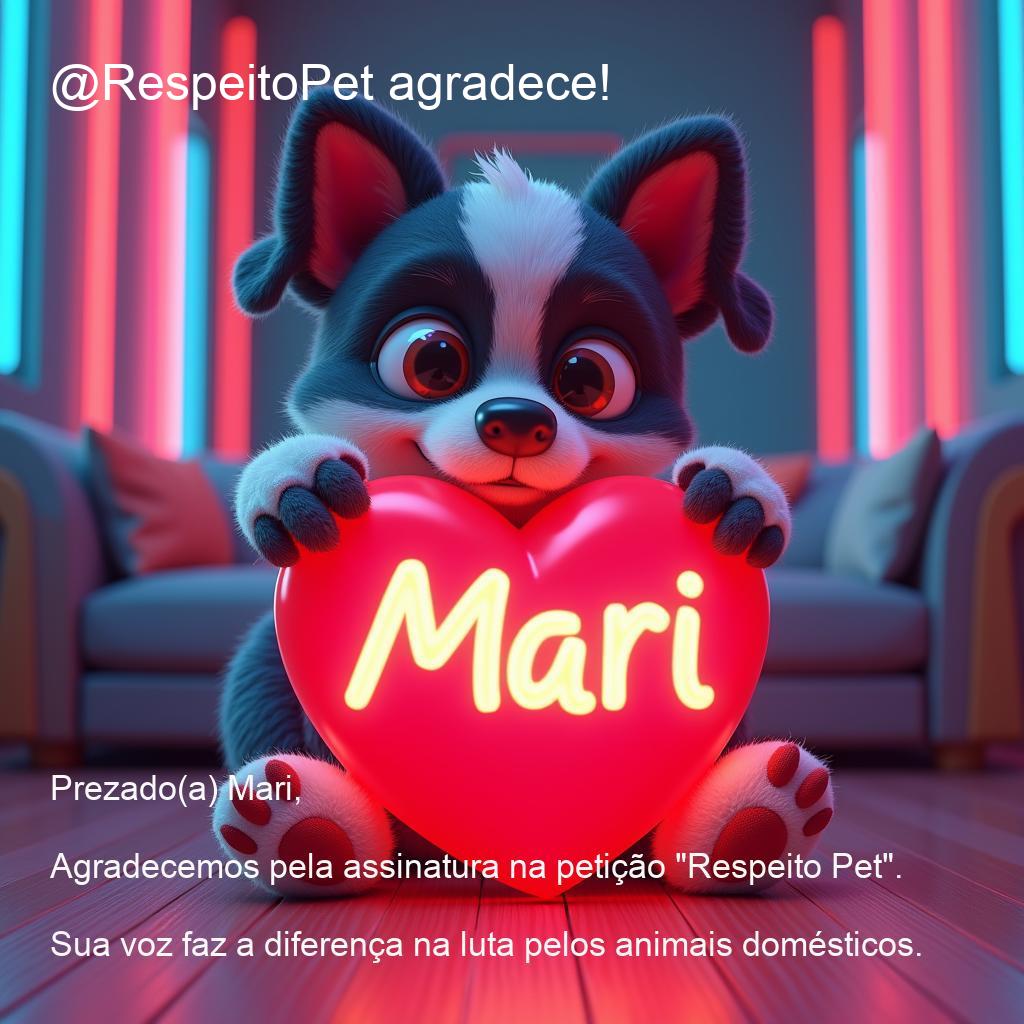 @RespeitoPet agradece!
Mari
Prezado(a) Mari,
Agradecemos pela assinatura na petição "Respeito Pet".
Sua voz faz a diferença na luta pelos animais domésticos.